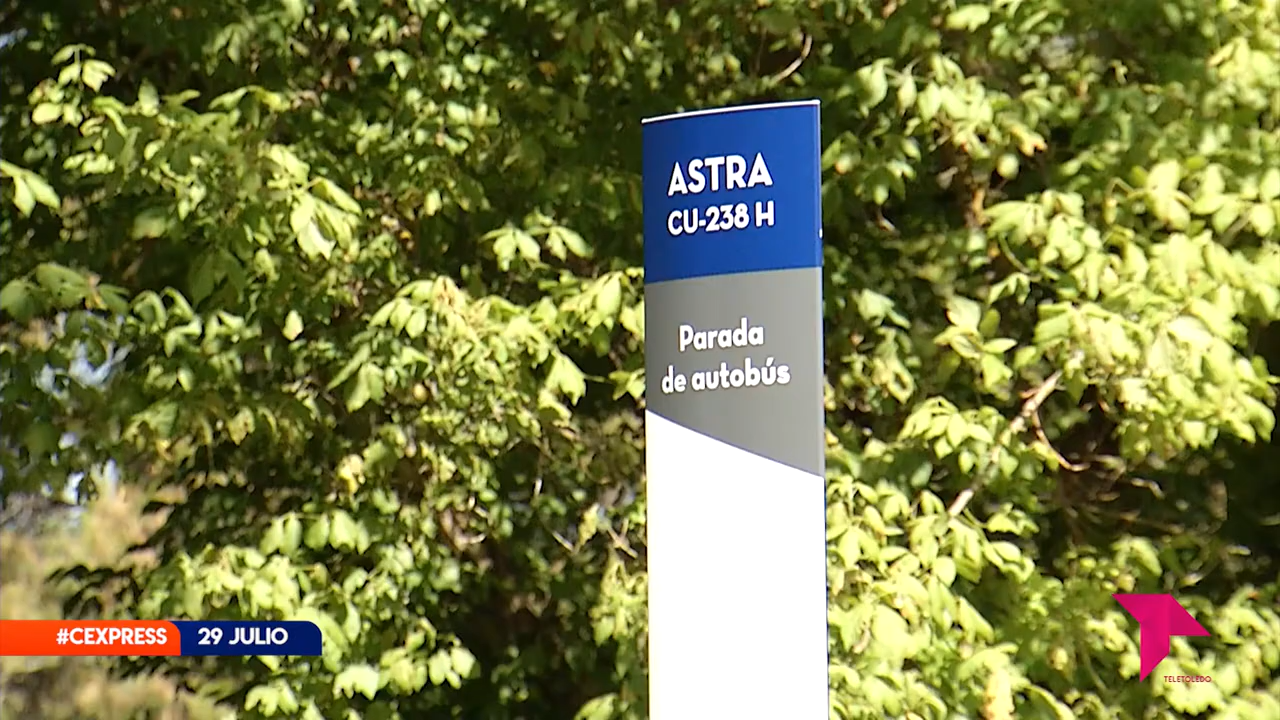 ASTRA
CU-238 H
Parada
de autobús
#CEXPRESS
29 JULIO
TELETOLEDO